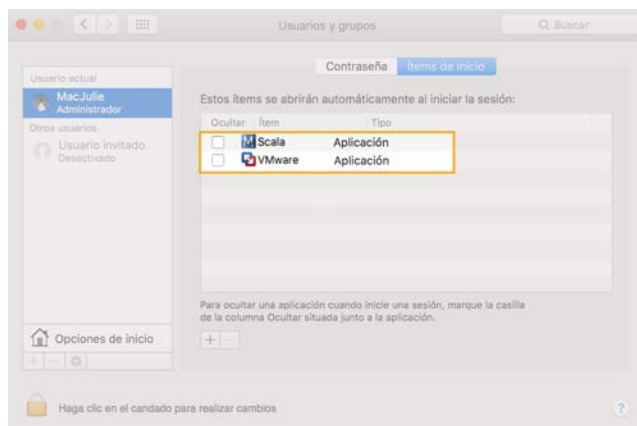 Usuarios y grupos
Buscar
Contraseña
Ítems de inicio
Usuario actual
MacJulie
Administrador
Otros usuarios
Usuario invitado
Desactivado
Estos ítems se abrirán automáticamente al iniciar la sesión:
Ocultar Ítem Tipo
Scala Aplicación
VMware Aplicación
Para ocultar una aplicación cuando inicie una sesión, marque la casilla
de la columna Ocultar situada junto a la aplicación.
Opciones de inicio
Haga clic en el candado para realizar cambios